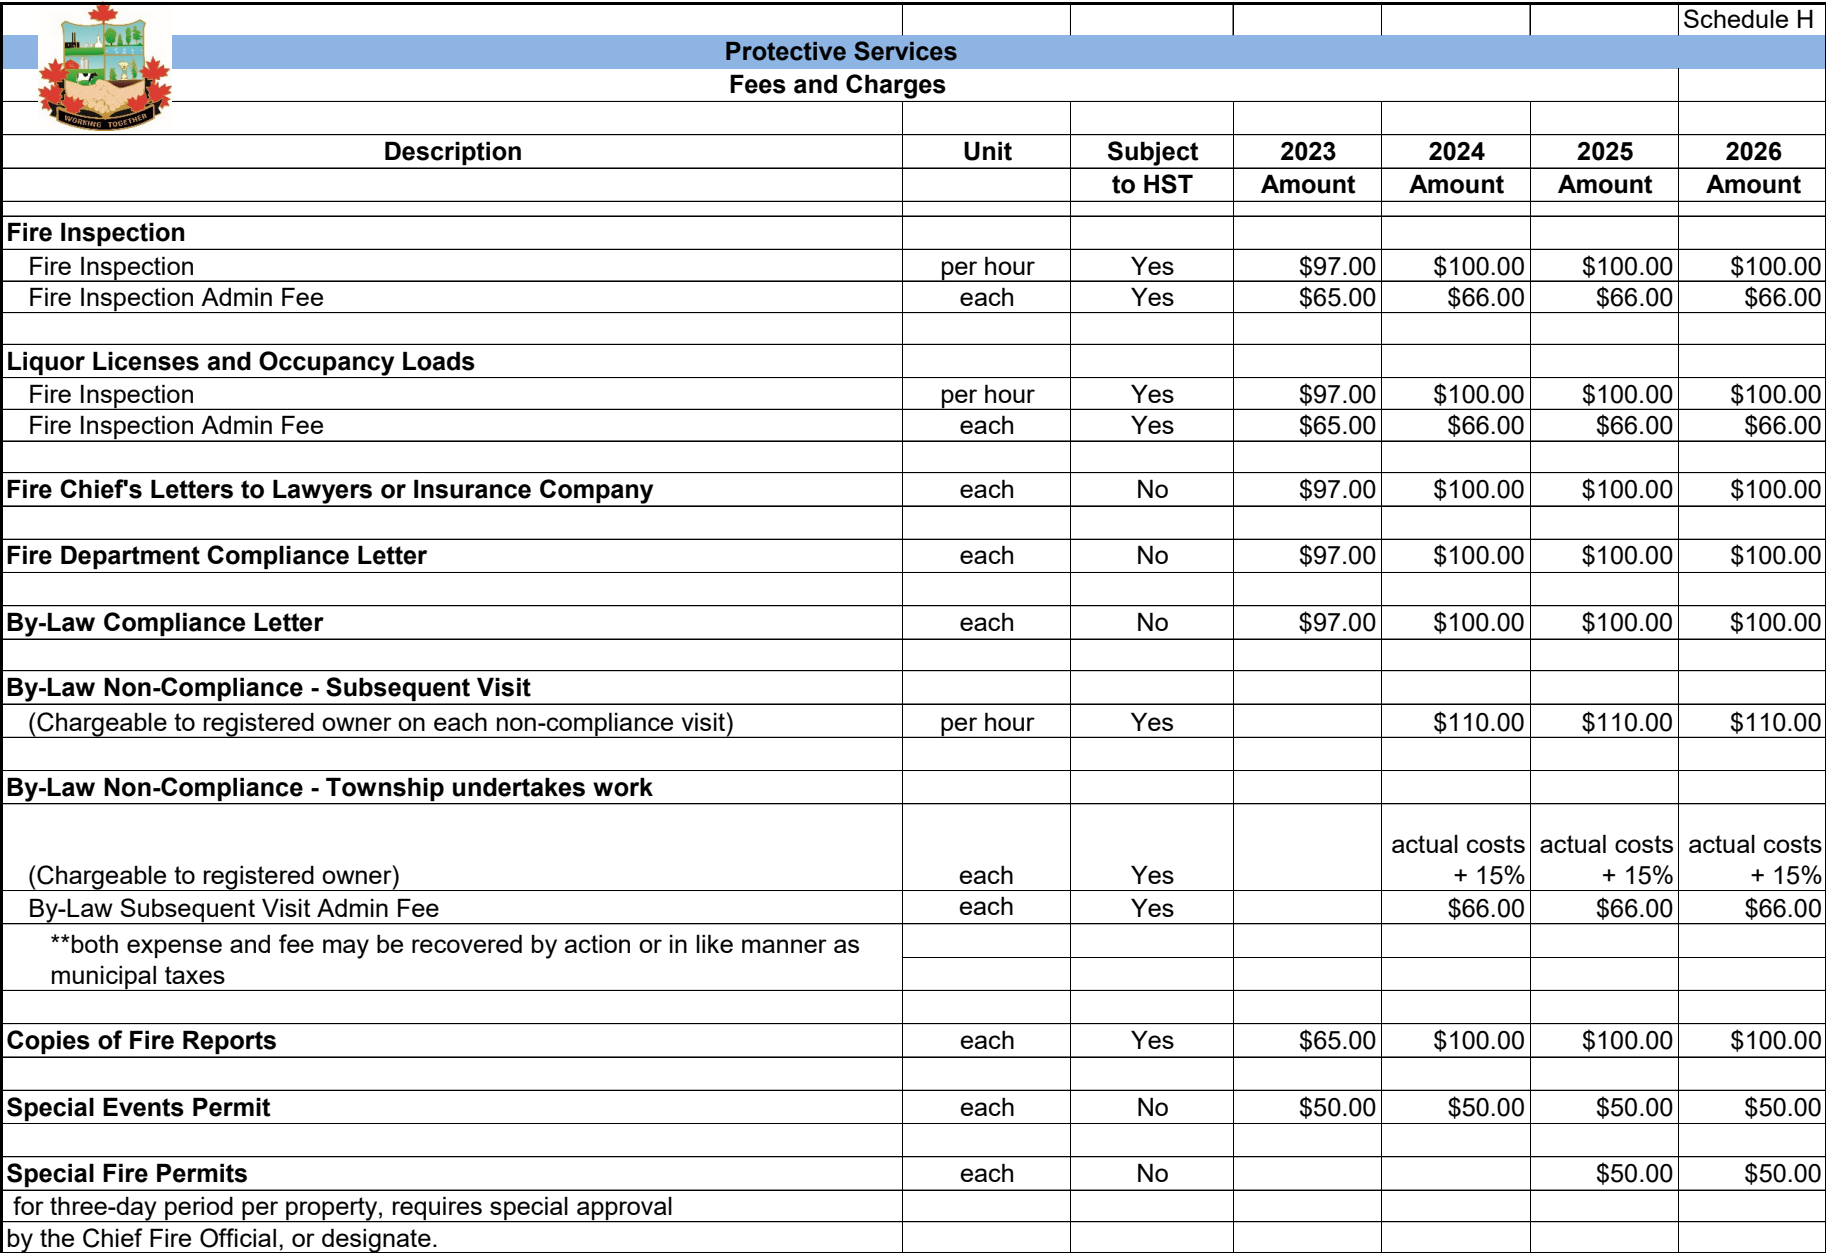 Schedule H
Protective Services
Fees and Charges
WORKING TOGETHER
Description Unit Subject 2023 2024 2025 2026
to HST Amount Amount Amount Amount
Fire Inspection
Fire Inspection per hour Yes $97.00 $100.00 $100.00 $100.00
Fire Inspection Admin Fee each Yes $65.00 $66.00 $66.00 $66.00
Liquor Licenses and Occupancy Loads
Fire Inspection per hour Yes $97.00 $100.00 $100.00 $100.00
Fire Inspection Admin Fee each Yes $65.00 $66.00 $66.00 $66.00
Fire Chief's Letters to Lawyers or Insurance Company each No $97.00 $100.00 $100.00 $100.00
Fire Department Compliance Letter each No $97.00 $100.00 $100.00 $100.00
By-Law Compliance Letter each No $97.00 $100.00 $100.00 $100.00
By-Law Non-Compliance - Subsequent Visit
(Chargeable to registered owner on each non-compliance visit) per hour Yes $110.00 $110.00 $110.00
By-Law Non-Compliance - Township undertakes work
actual costs actual costs actual costs
(Chargeable to registered owner) each Yes + 15% + 15% + 15%
By-Law Subsequent Visit Admin Fee each Yes $66.00 $66.00 $66.00
**both expense and fee may be recovered by action or in like manner as
municipal taxes
Copies of Fire Reports each Yes $65.00 $100.00 $100.00 $100.00
Special Events Permit each No $50.00 $50.00 $50.00 $50.00
Special Fire Permits each No $50.00 $50.00
for three-day period per property, requires special approval
by the Chief Fire Official, or designate.